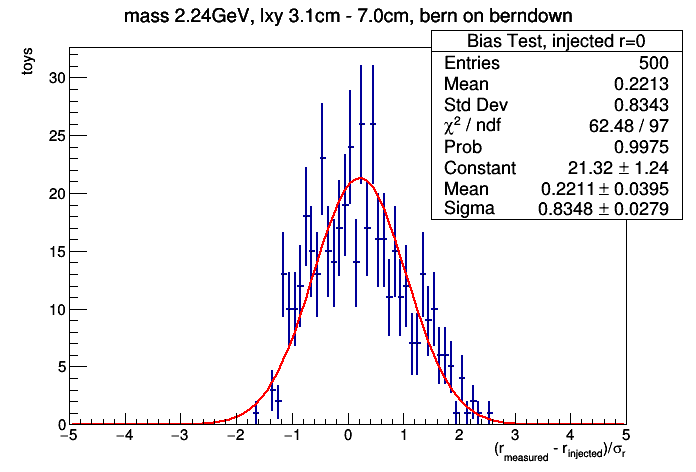 mass 2.24GeV, lxy 3.1cm - 7.0cm, bern on berndown
Bias Test, injected r=0
Entries 500
Mean 0.2213
Std Dev 0.8343
χ² / ndf 62.48 / 97
Prob 0.9975
Constant 21.32 ± 1.24
Mean 0.2211 ± 0.0395
Sigma 0.8348 ± 0.0279
toys
30
25
20
15
10
5
0
−5 −4 −3 −2 −1 0 1 2 3 4 5
(r_measured - r_injected)/σ_r